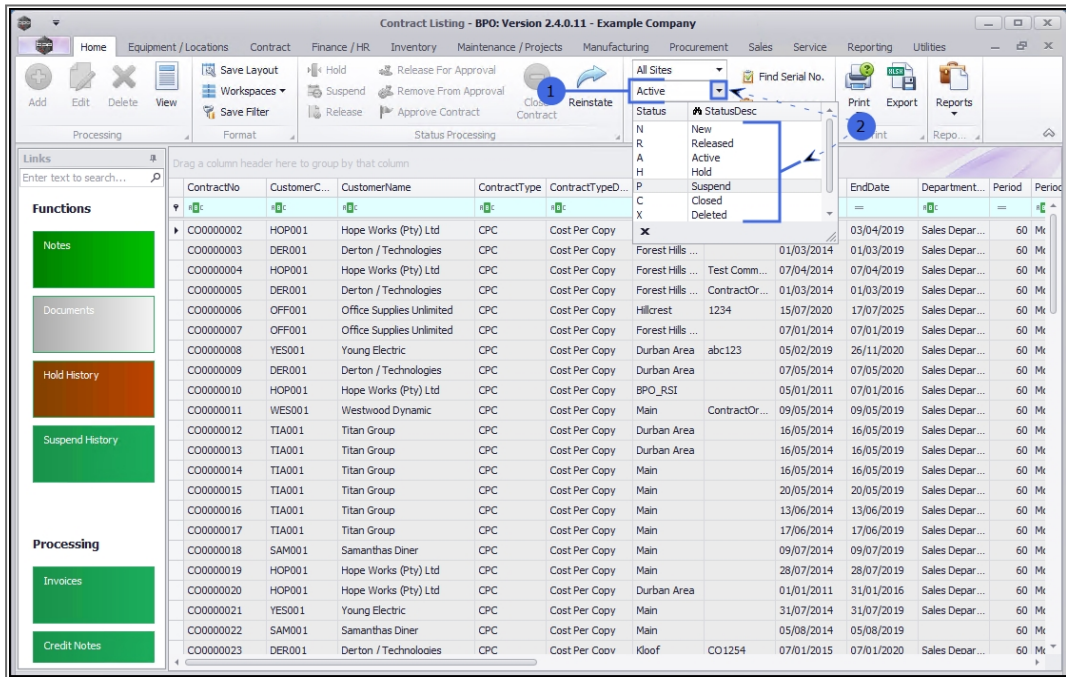 Contract Listing - BPO: Version 2.4.0.11 - Example Company
Home Equipment / Locations Contract Finance / HR Inventory Maintenance / Projects Manufacturing Procurement Sales Service Reporting Utilities
Save Layout Hold Release For Approval All Sites Find Serial No.
Workspaces Suspend Remove From Approval Active
Add Edit Delete View Save Filter Release Approve Contract Contract Reinstate Print Export Reports
Processing Format Status Processing Repo...
1
2
Status StatusDesc
N New
R Released
A Active
H Hold
P Suspend
C Closed
X Deleted
x
Links
Enter text to search...
Functions
Notes
Documents
Hold History
Suspend History
Processing
Invoices
Credit Notes
Drag a column header here to group by that column
ContractNo CustomerC... CustomerName ContractType ContractTypeD... EndDate Department... Period Period
CO0000002 HOP001 Hope Works (Pty) Ltd CPC Cost Per Copy 03/04/2019 Sales Depar... 60
CO0000003 DER001 Derton / Technologies CPC Cost Per Copy Forest Hills ... 01/03/2014 01/03/2019 Sales Depar... 60
CO0000004 HOP001 Hope Works (Pty) Ltd CPC Cost Per Copy Forest Hills ... Test Comm... 07/04/2014 07/04/2019 Sales Depar... 60
CO0000005 DER001 Derton / Technologies CPC Cost Per Copy Forest Hills ... ContractOr... 01/03/2014 01/03/2019 Sales Depar... 60
CO0000006 OFF001 Office Supplies Unlimited CPC Cost Per Copy Hillcrest 1234 15/07/2020 17/07/2025 Sales Depar... 60
CO0000007 OFF001 Office Supplies Unlimited CPC Cost Per Copy Forest Hills ... 07/01/2014 07/01/2019 Sales Depar... 60
CO0000008 YES001 Young Electric CPC Cost Per Copy Durban Area abc123 05/02/2019 26/11/2020 Sales Depar... 60
CO0000009 DER001 Derton / Technologies CPC Cost Per Copy Durban Area 07/05/2014 07/05/2020 Sales Depar... 60
CO0000010 HOP001 Hope Works (Pty) Ltd CPC Cost Per Copy BPO_RSI 05/01/2011 07/01/2016 Sales Depar... 60
CO0000011 WES001 Westwood Dynamic CPC Cost Per Copy Main ContractOr... 09/05/2014 09/05/2019 Sales Depar... 60
CO0000012 TIA001 Titan Group CPC Cost Per Copy Durban Area 16/05/2014 16/05/2019 Sales Depar... 60
CO0000013 TIA001 Titan Group CPC Cost Per Copy Durban Area 16/05/2014 16/05/2019 Sales Depar... 60
CO0000014 TIA001 Titan Group CPC Cost Per Copy Main 16/05/2014 16/05/2019 Sales Depar... 60
CO0000015 TIA001 Titan Group CPC Cost Per Copy Main 20/05/2014 20/05/2019 Sales Depar... 60
CO0000016 TIA001 Titan Group CPC Cost Per Copy Main 13/06/2014 13/06/2019 Sales Depar... 60
CO0000017 TIA001 Titan Group CPC Cost Per Copy Main 17/06/2014 17/06/2019 Sales Depar... 60
CO0000018 SAM001 Samanthas Diner CPC Cost Per Copy Main 09/07/2014 09/07/2019 Sales Depar... 60
CO0000019 HOP001 Hope Works (Pty) Ltd CPC Cost Per Copy Main 28/07/2014 28/07/2019 Sales Depar... 60
CO0000020 HOP001 Hope Works (Pty) Ltd CPC Cost Per Copy Durban Area 01/01/2011 31/01/2016 Sales Depar... 60
CO0000021 YES001 Young Electric CPC Cost Per Copy Main 31/07/2014 31/07/2019 Sales Depar... 60
CO0000022 SAM001 Samanthas Diner CPC Cost Per Copy Main 05/08/2014 05/08/2019 60
CO0000023 DER001 Derton / Technologies CPC Cost Per Copy Kloof CO1254 07/01/2015 07/01/2020 Sales Depar... 60